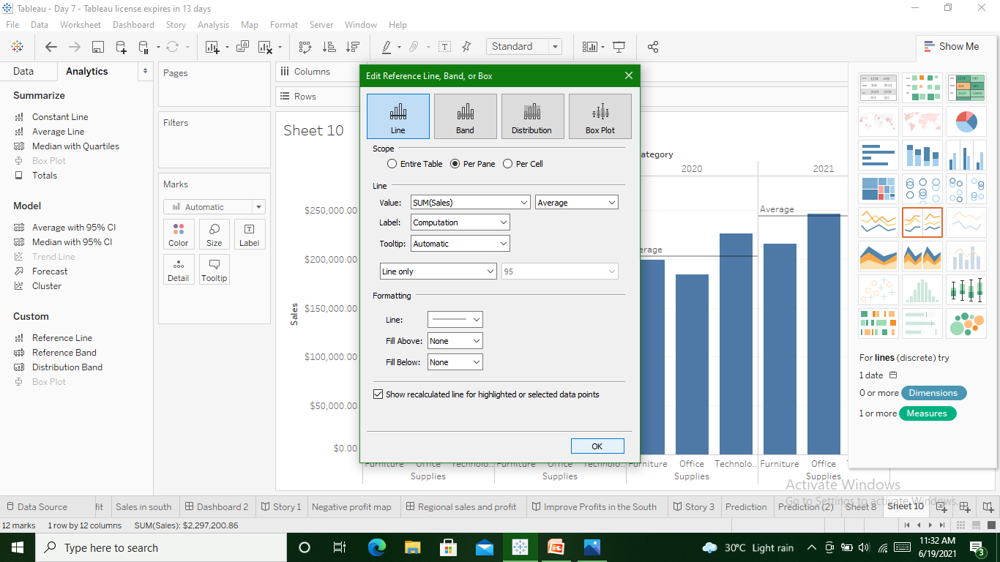 Tableau - Day 7 - Tableau license expires in 13 days
File Data Worksheet Dashboard Story Analysis Map Format Server Window Help
Standard
Show Me
Data
Analytics
Summarize
Constant Line
Average Line
Median with Quartiles
Box Plot
Totals
Model
Average with 95% CI
Median with 95% CI
Trend Line
Forecast
Cluster
Custom
Reference Line
Reference Band
Distribution Band
Box Plot
Pages
Filters
Marks
Automatic
Color Size Label
Detail Tooltip
Columns
Rows
Sheet 10
Edit Reference Line, Band, or Box
Line Band Distribution Box Plot
Scope
Entire Table Per Pane Per Cell
Line
Value: SUM(Sales) Average
Label: Computation
Tooltip: Automatic
Line only 95
Formatting
Line:
Fill Above: None
Fill Below: None
Show recalculated line for highlighted or selected data points
OK
ategory
2020 2021
Average
erage
Sales
$250,000.00
$200,000.00
$150,000.00
$100,000.00
$50,000.00
$0.00
Furniture Office Technolo.. Furniture Office Technolo.. Furniture Office Technolo.. Furniture Office
Supplies Supplies Supplies Supplies
For lines (discrete) try
1 date
0 or more Dimensions
1 or more Measures
Activate Windows
Go to Settings to activate Windows.
Data Source fit Sales in south Dashboard 2 Story 1 Negative profit map Regional sales and profit Improve Profits in the South Story 3 Prediction Prediction (2) Sheet 8 Sheet 10
12 marks 1 row by 12 columns SUM(Sales): $2,297,200.86
Type here to search
30°C Light rain
11:32 AM
6/19/2021
3